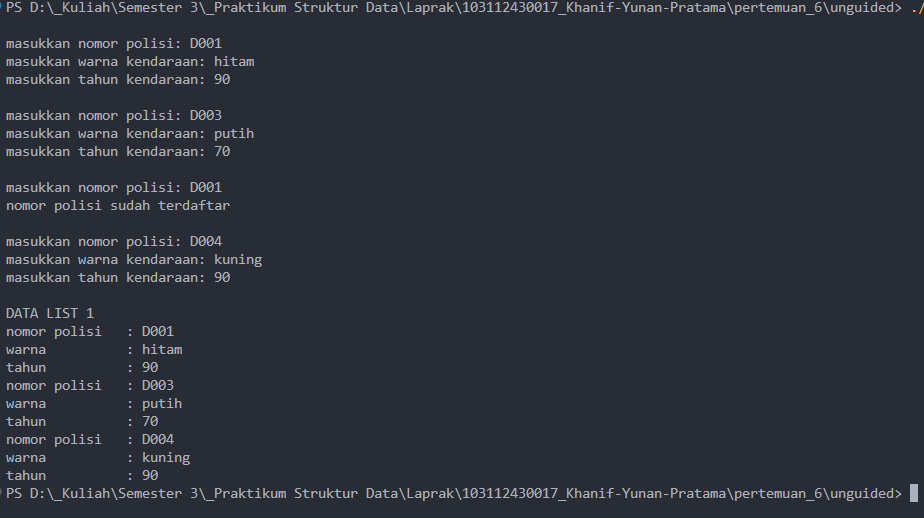 PS D:\_Kuliah\Semester 3\_Praktikum Struktur Data\Laprak\103112430017_Khanif-Yunan-Pratama\pertemuan_6\unguided> ./
masukkan nomor polisi: D001
masukkan warna kendaraan: hitam
masukkan tahun kendaraan: 90
masukkan nomor polisi: D003
masukkan warna kendaraan: putih
masukkan tahun kendaraan: 70
masukkan nomor polisi: D001
nomor polisi sudah terdaftar
masukkan nomor polisi: D004
masukkan warna kendaraan: kuning
masukkan tahun kendaraan: 90
DATA LIST 1
nomor polisi   : D001
warna          : hitam
tahun          : 90
nomor polisi   : D003
warna          : putih
tahun          : 70
nomor polisi   : D004
warna          : kuning
tahun          : 90
PS D:\_Kuliah\Semester 3\_Praktikum Struktur Data\Laprak\103112430017_Khanif-Yunan-Pratama\pertemuan_6\unguided>